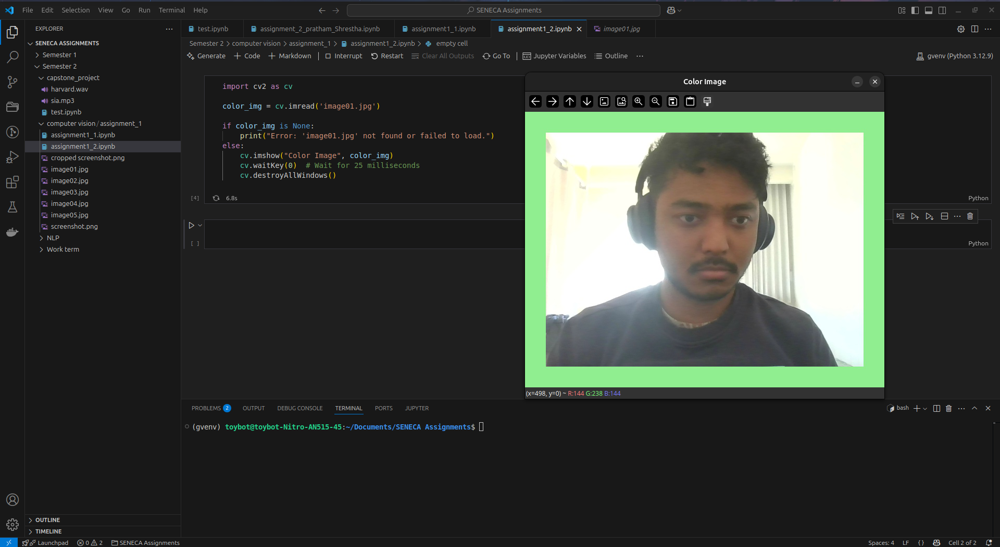 File Edit Selection View Go Run Terminal Help
SENECA Assignments
EXPLORER
SENECA ASSIGNMENTS
Semester 1
Semester 2
capstone_project
harvard.wav
sia.mp3
test.ipynb
computer vision / assignment_1
assignment1_1.ipynb
assignment1_2.ipynb
cropped screenshot.png
image01.jpg
image02.jpg
image03.jpg
image04.jpg
image05.jpg
screenshot.png
NLP
Work term
OUTLINE
TIMELINE
test.ipynb
assignment_2_pratham_Shrestha.ipynb
assignment1_1.ipynb
assignment1_2.ipynb
image01.jpg
Semester 2 > computer vision > assignment_1 > assignment1_2.ipynb > empty cell
Generate + Code + Markdown | Interrupt Restart Clear All Outputs Go To | Jupyter Variables Outline ...
gvenv (Python 3.12.9)
import cv2 as cv
color_img = cv.imread('image01.jpg')
if color_img is None:
print("Error: 'image01.jpg' not found or failed to load.")
else:
cv.imshow("Color Image", color_img)
cv.waitKey(0)  # Wait for 25 milliseconds
cv.destroyAllWindows()
[4]
6.8s
Python
[ ]
Python
Color Image
(x=498, y=0) ~ R:144 G:238 B:144
PROBLEMS 2 OUTPUT DEBUG CONSOLE TERMINAL PORTS JUPYTER
bash
(gvenv) toybot@toybot-Nitro-AN515-45:~/Documents/SENECA Assignments$
Launchpad
0
2
SENECA Assignments
Spaces: 4
LF
{ }
Cell 2 of 2